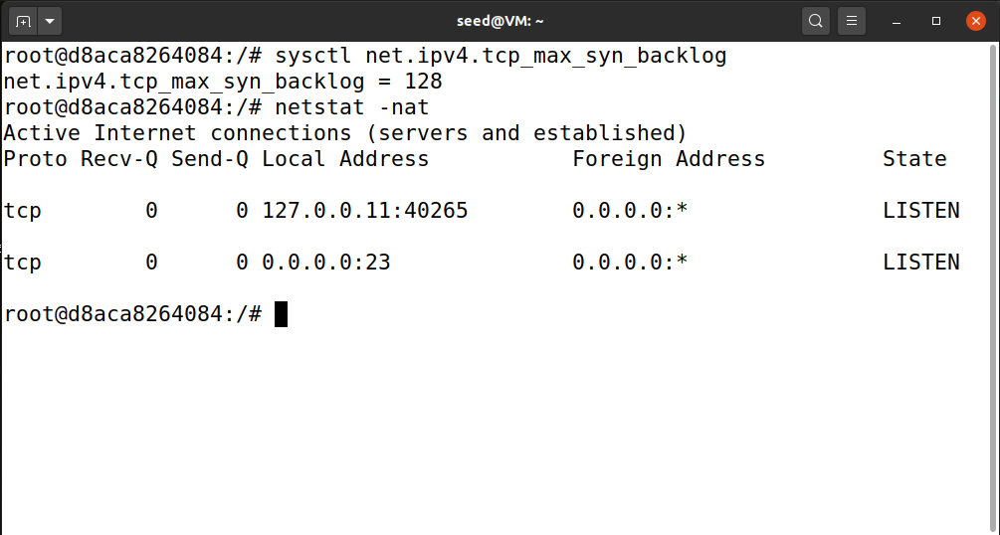 seed@VM: ~
root@d8aca8264084:/# sysctl net.ipv4.tcp_max_syn_backlog
net.ipv4.tcp_max_syn_backlog = 128
root@d8aca8264084:/# netstat -nat
Active Internet connections (servers and established)
Proto Recv-Q Send-Q Local Address           Foreign Address         State
tcp        0      0 127.0.0.11:40265        0.0.0.0:*               LISTEN
tcp        0      0 0.0.0.0:23              0.0.0.0:*               LISTEN
root@d8aca8264084:/#